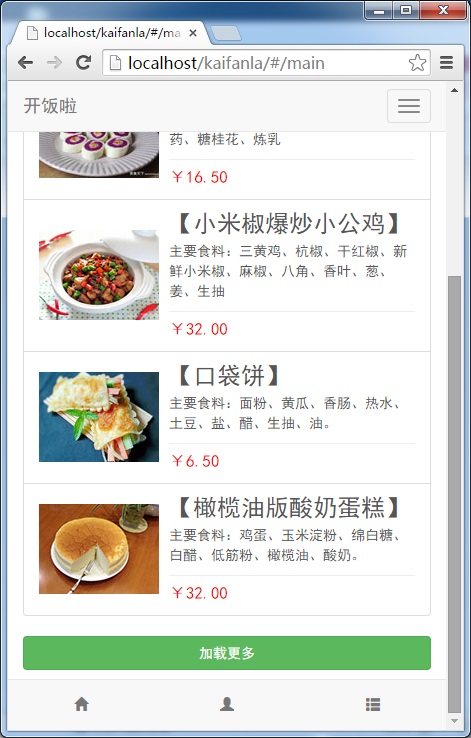 localhost/kaifanla/#/ma
localhost/kaifanla/#/main
开饭啦
药、糖桂花、炼乳
￥16.50
【小米椒爆炒小公鸡】
主要食料：三黄鸡、杭椒、干红椒、新
鲜小米椒、麻椒、八角、香叶、葱、
姜、生抽
￥32.00
【口袋饼】
主要食料：面粉、黄瓜、香肠、热水、
土豆、盐、醋、生抽、油。
￥6.50
【橄榄油版酸奶蛋糕】
主要食料：鸡蛋、玉米淀粉、绵白糖、
白醋、低筋粉、橄榄油、酸奶。
￥32.00
加载更多